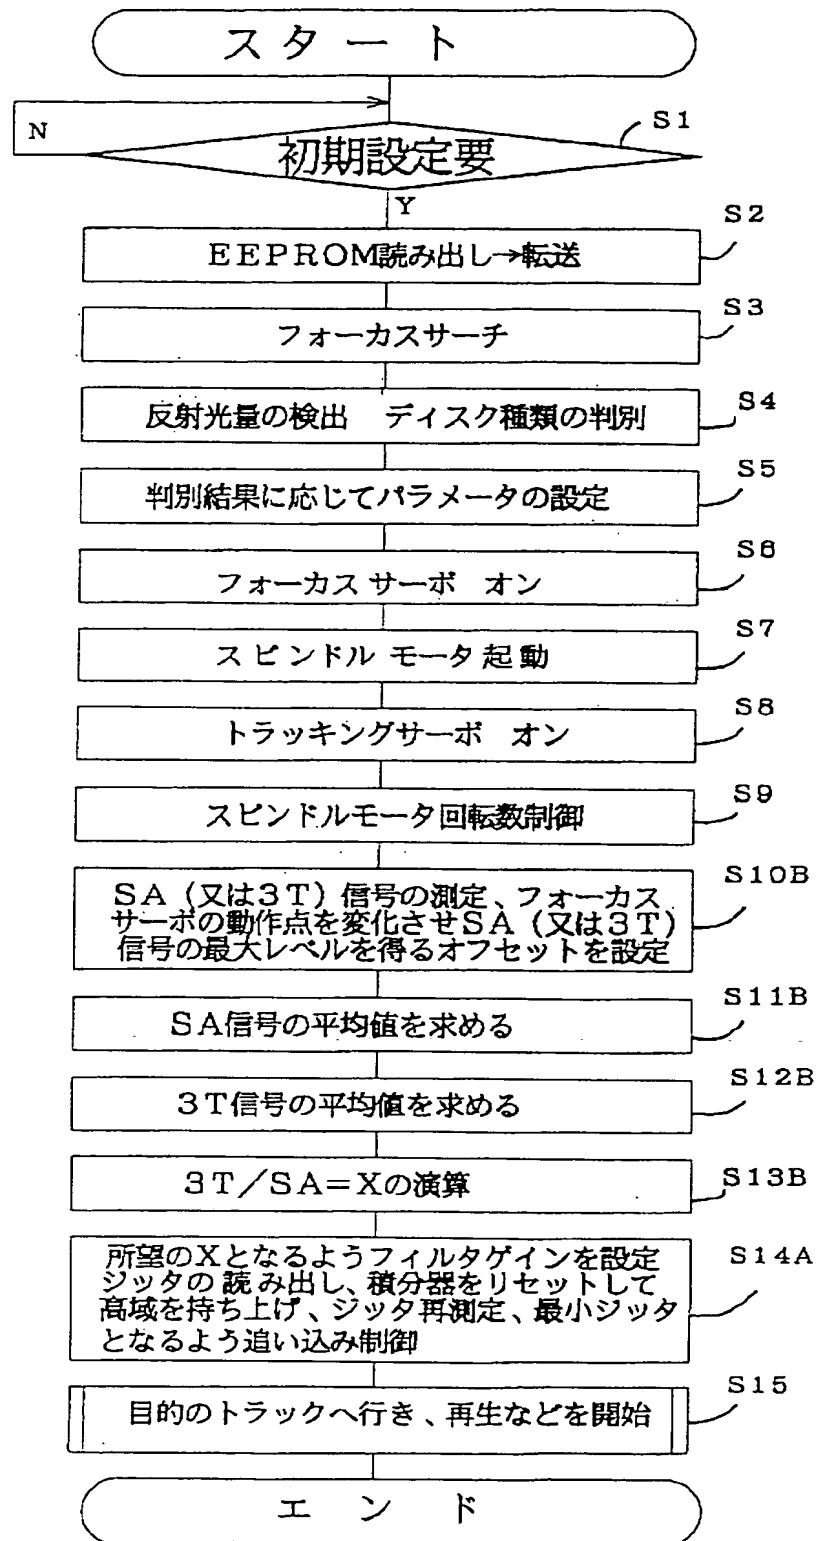 スタート
N
初期設定要
S1
Y
S2
EEPROM読み出し→転送
S3
フォーカスサーチ
S4
反射光量の検出 ディスク種類の判別
S5
判別結果に応じてパラメータの設定
S6
フォーカスサーボ オン
S7
スピンドルモータ起動
S8
トラッキングサーボ オン
S9
スピンドルモータ回転数制御
S10B
SA(又は3T)信号の測定、フォーカス
サーボの動作点を変化させSA(又は3T)
信号の最大レベルを得るオフセットを設定
S11B
SA信号の平均値を求める
S12B
3T信号の平均値を求める
S13B
3T/SA=Xの演算
S14A
所望のXとなるようフィルタゲインを設定
ジッタの読み出し、積分器をリセットして
高域を持ち上げ、ジッタ再測定、最小ジッタ
となるよう追い込み制御
S15
目的のトラックへ行き、再生などを開始
エンド